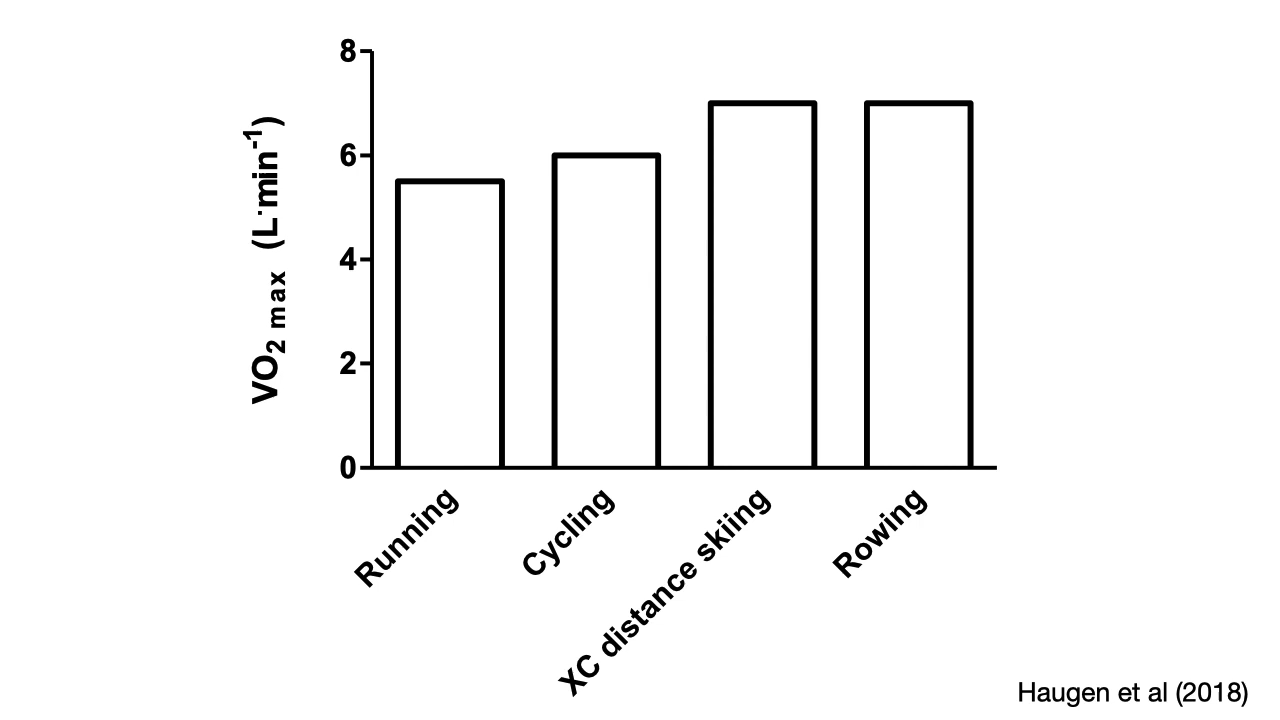 VO₂ max (L·min⁻¹)
8
6
4
2
0
Running
Cycling
XC distance skiing
Rowing
Haugen et al (2018)